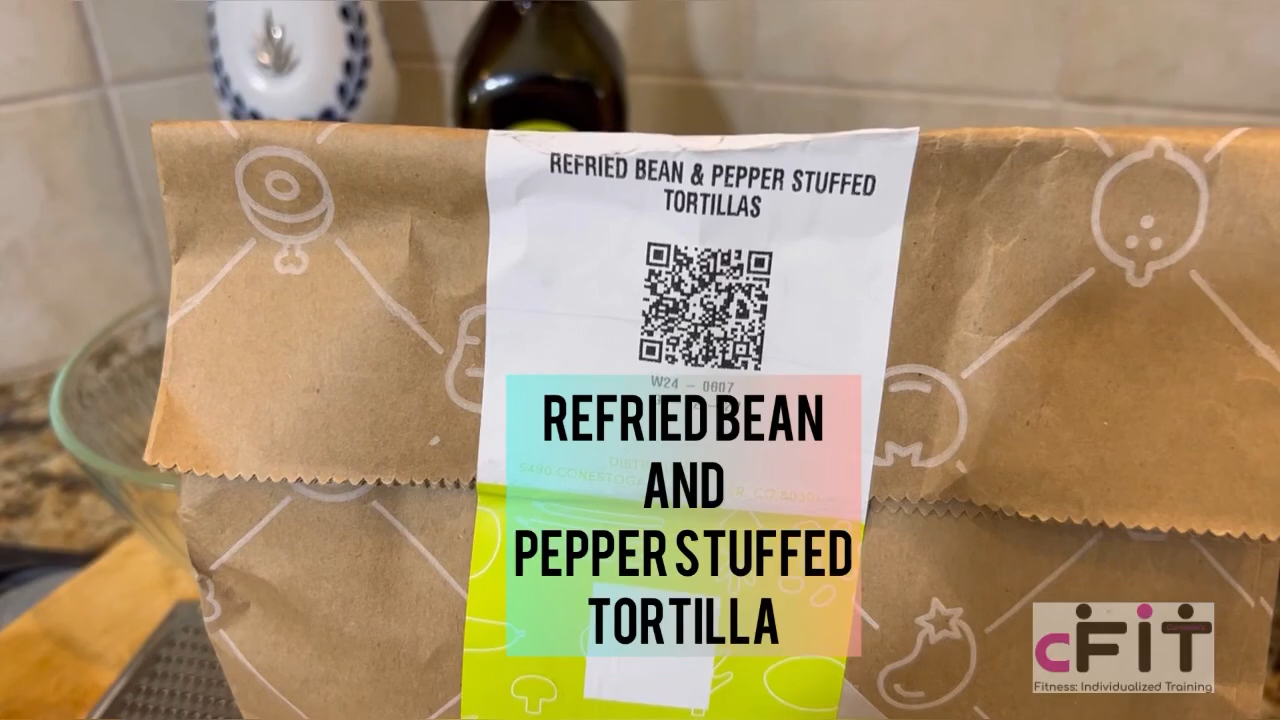 REFRIED BEAN & PEPPER STUFFED
TORTILLAS
W24 - 0607
REFRIED BEAN
AND
PEPPER STUFFED
TORTILLA
cFiT
Fitness: Individualized Training